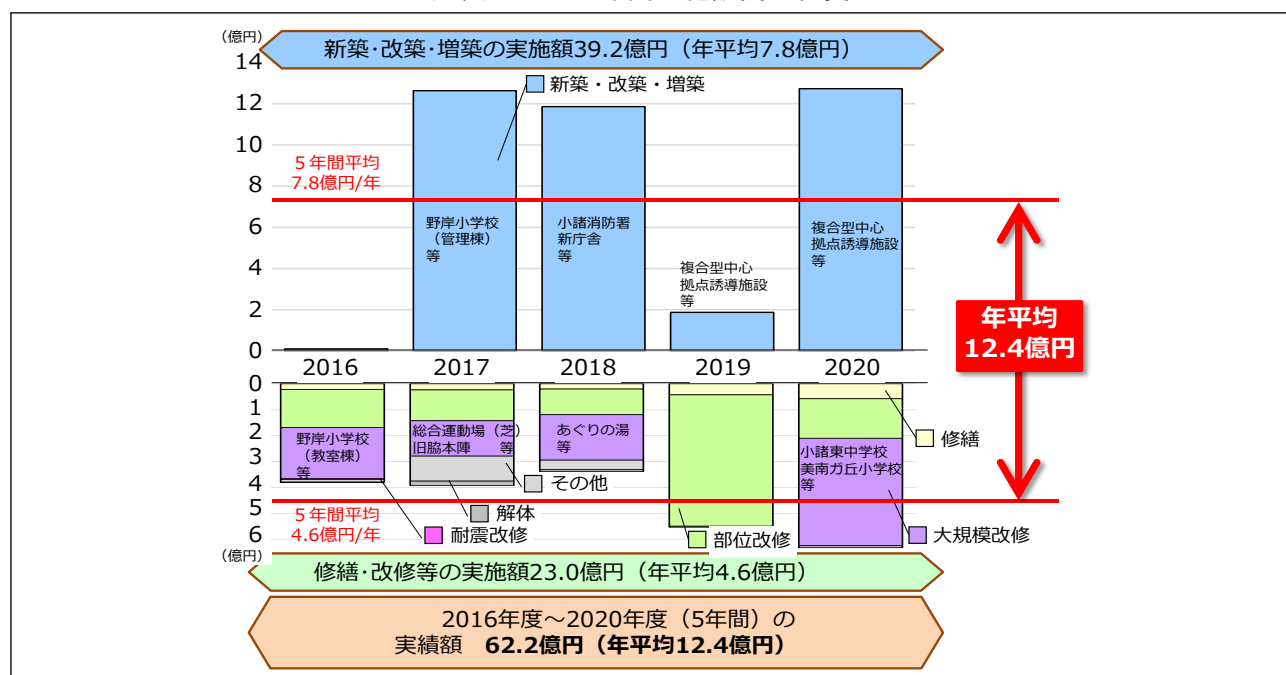 (億円)
新築・改築・増築の実施額39.2億円（年平均7.8億円）
14
新築・改築・増築
12
10
5年間平均
7.8億円/年
8
6
野岸小学校
（管理棟）
等
小諸消防署
新庁舎
等
複合型中心
拠点誘導施設
等
複合型中心
拠点誘導施設
等
4
2
0
年平均
12.4億円
2016
2017
2018
2019
2020
0
1
2
3
4
5
6
野岸小学校
（教室棟）
等
総合運動場（芝）
旧脇本陣 等
あぐりの湯
等
小諸東中学校
美南ガ丘小学校
等
修繕
その他
解体
耐震改修
部位改修
大規模改修
5年間平均
4.6億円/年
(億円)
修繕・改修等の実施額23.0億円（年平均4.6億円）
2016年度～2020年度（5年間）の
実績額 62.2億円（年平均12.4億円）